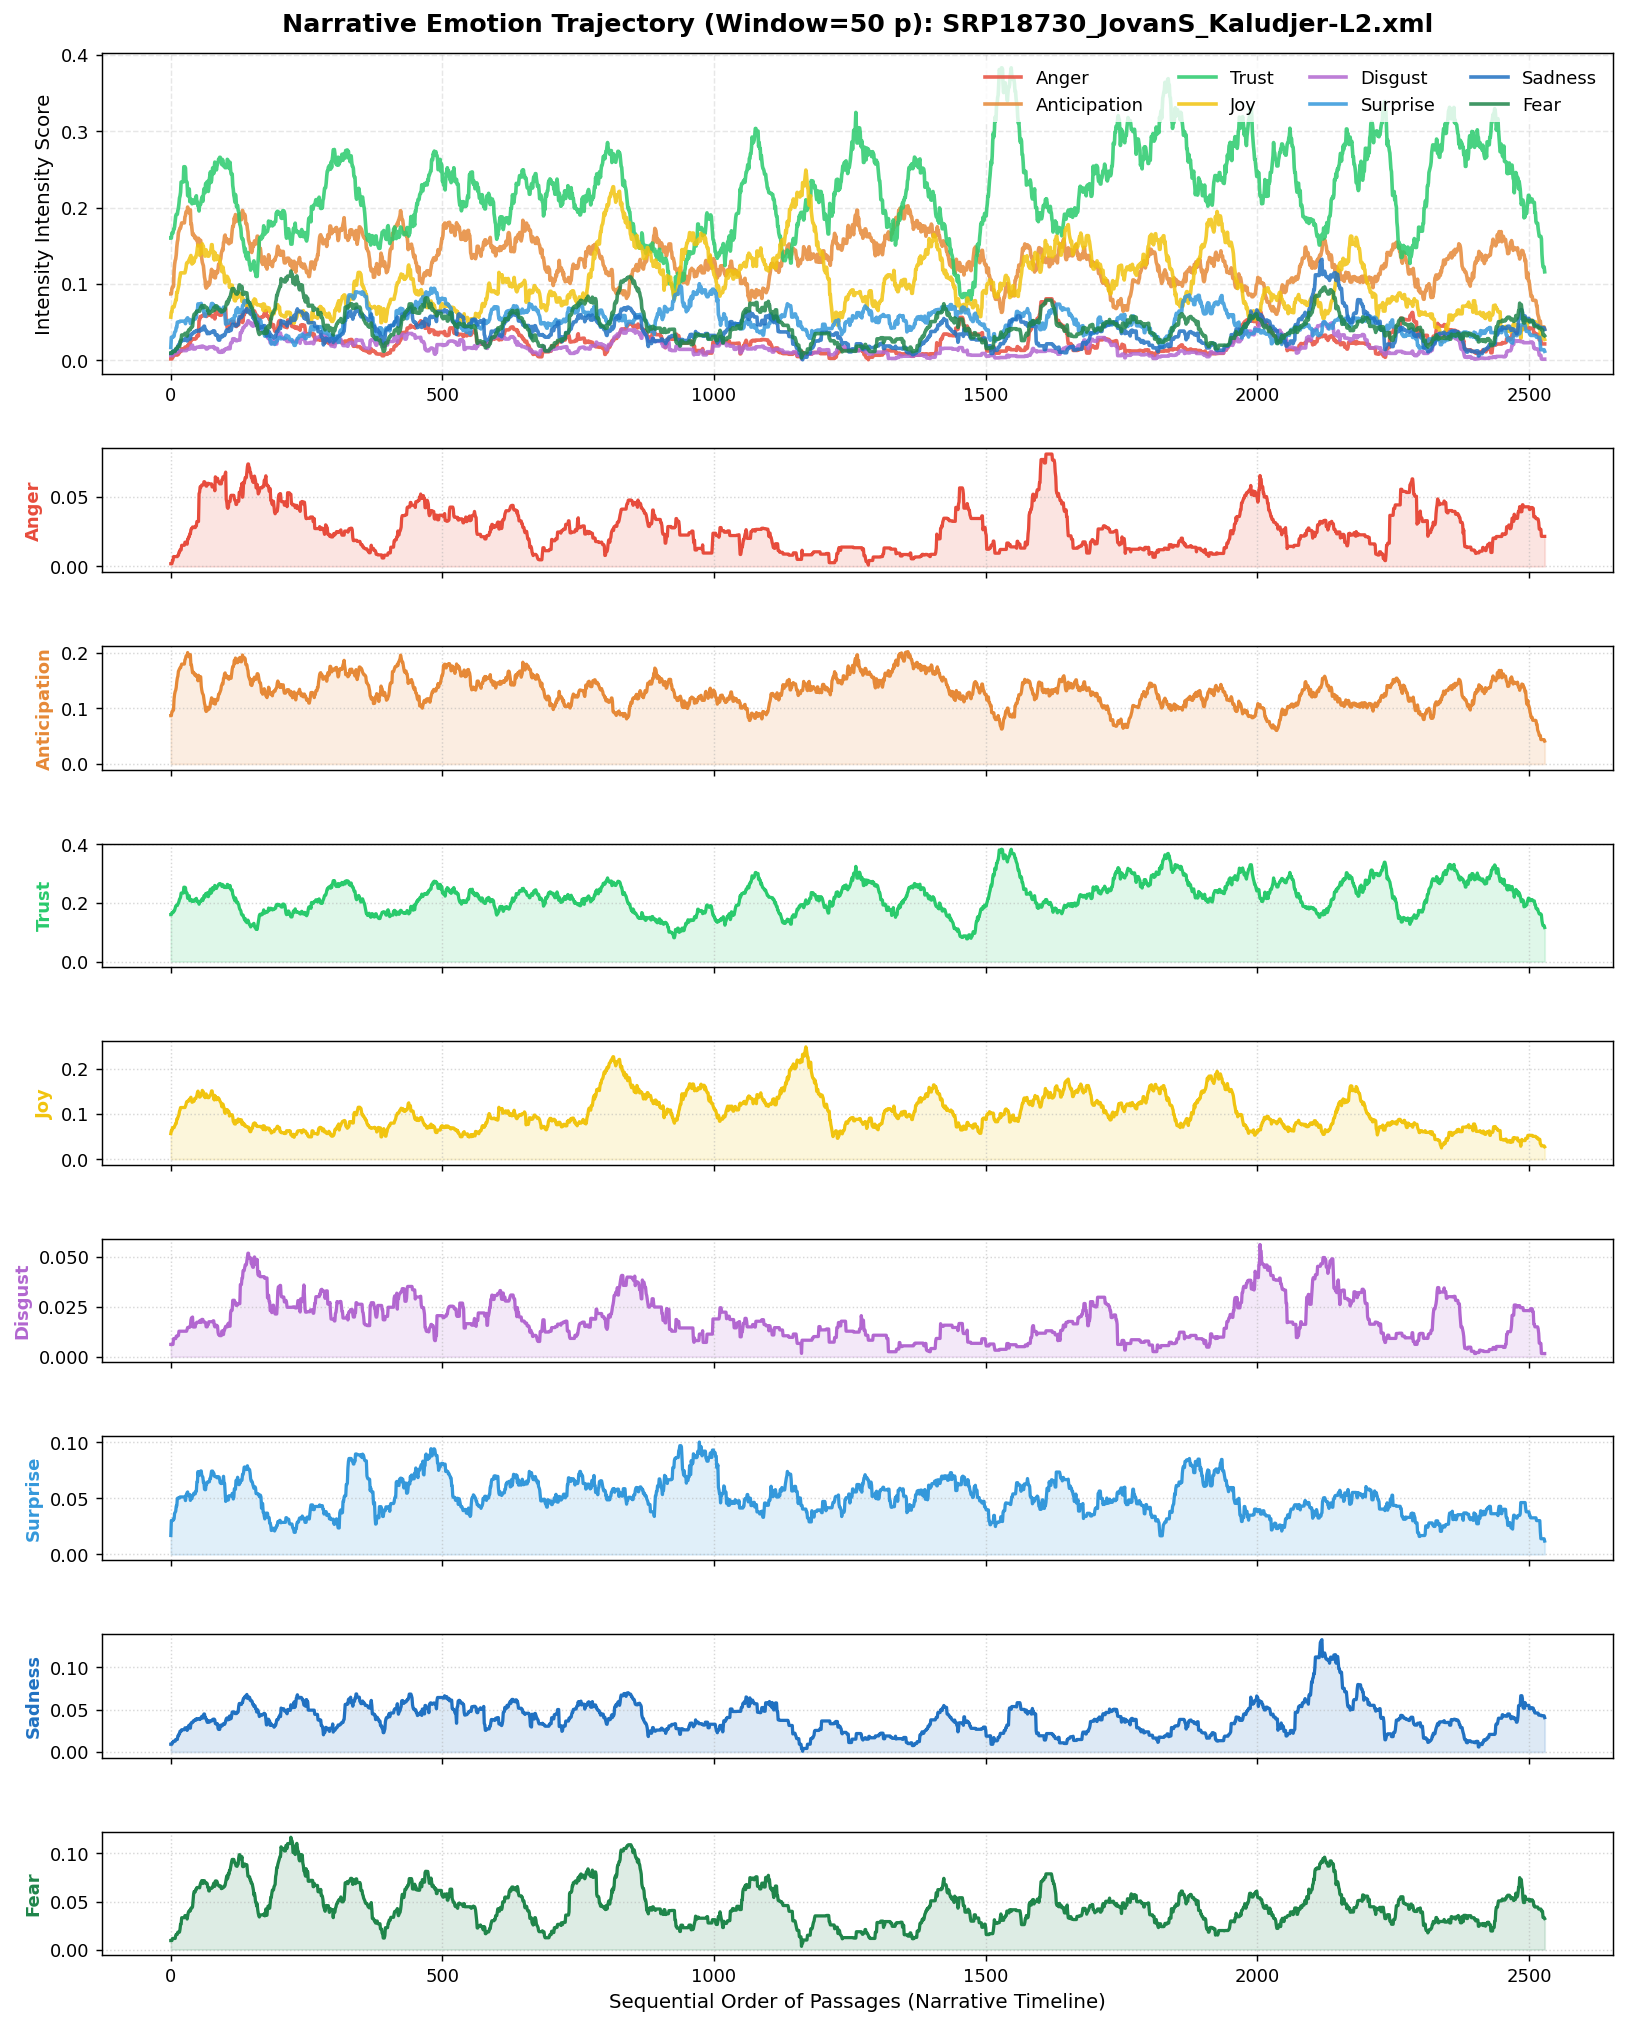 Narrative Emotion Trajectory (Window=50 p): SRP18730_JovanS_Kaludjer-L2.xml
Intensity Intensity Score
0.4
0.3
0.2
0.1
0.0
Anger Trust Disgust Sadness
Anticipation Joy Surprise Fear
0 500 1000 1500 2000 2500
Anger
0.05
0.00
Anticipation
0.2
0.1
0.0
Trust
0.4
0.2
0.0
Joy
0.2
0.1
0.0
Disgust
0.050
0.025
0.000
Surprise
0.10
0.05
0.00
Sadness
0.10
0.05
0.00
Fear
0.10
0.05
0.00
0 500 1000 1500 2000 2500
Sequential Order of Passages (Narrative Timeline)